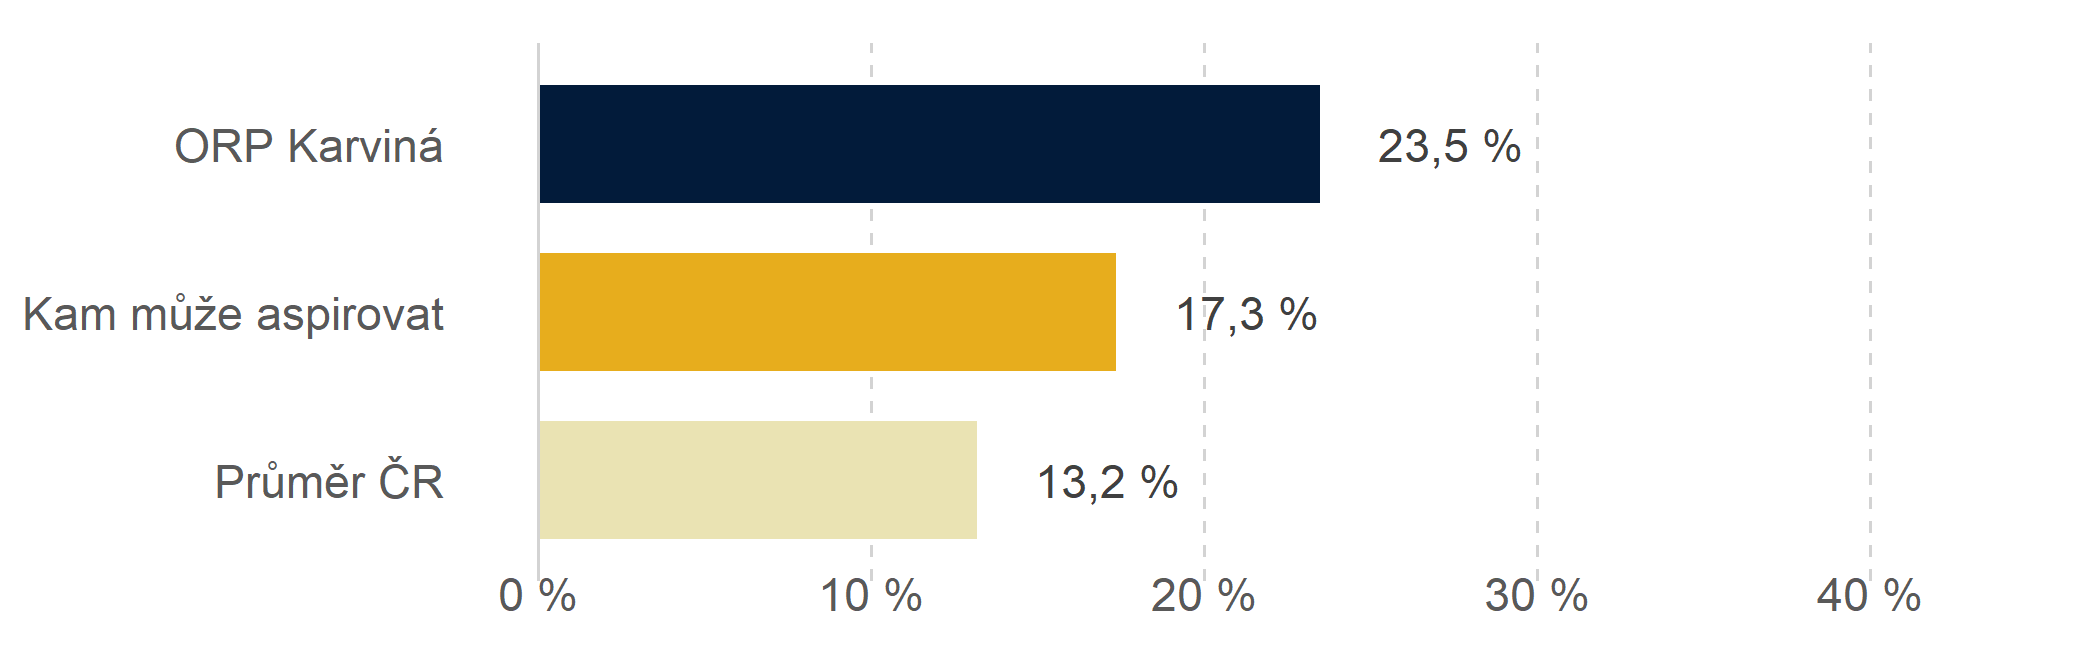 ORP Karviná
23,5 %
Kam může aspirovat
17,3 %
Průměr ČR
13,2 %
0 %
10 %
20 %
30 %
40 %